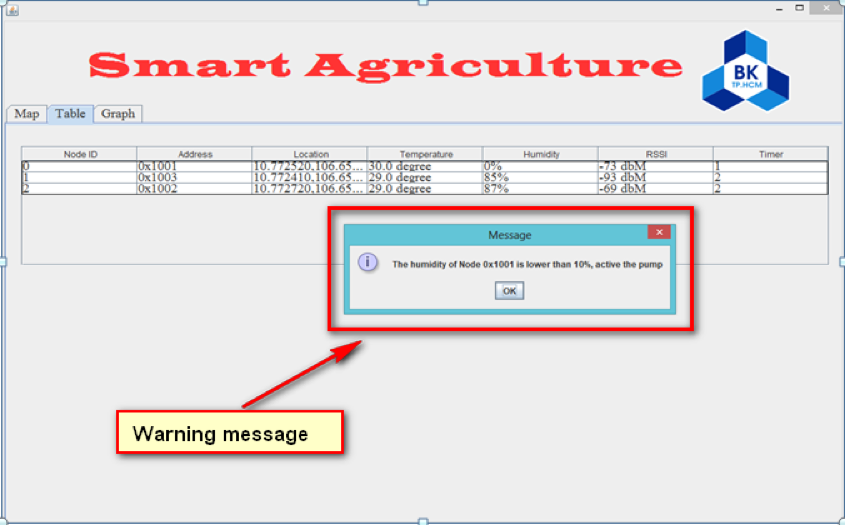 Smart Agriculture
BK
TP.HCM
Map Table Graph
Node ID Address Location Temperature Humidity RSSI Timer
0 0x1001 10.772520,106.65... 30.0 degree 0% -73 dbM 1
1 0x1003 10.772410,106.65... 29.0 degree 85% -93 dbM 2
2 0x1002 10.772720,106.65... 29.0 degree 87% -69 dbM 2
Message
The humidity of Node 0x1001 is lower than 10%, active the pump
OK
Warning message